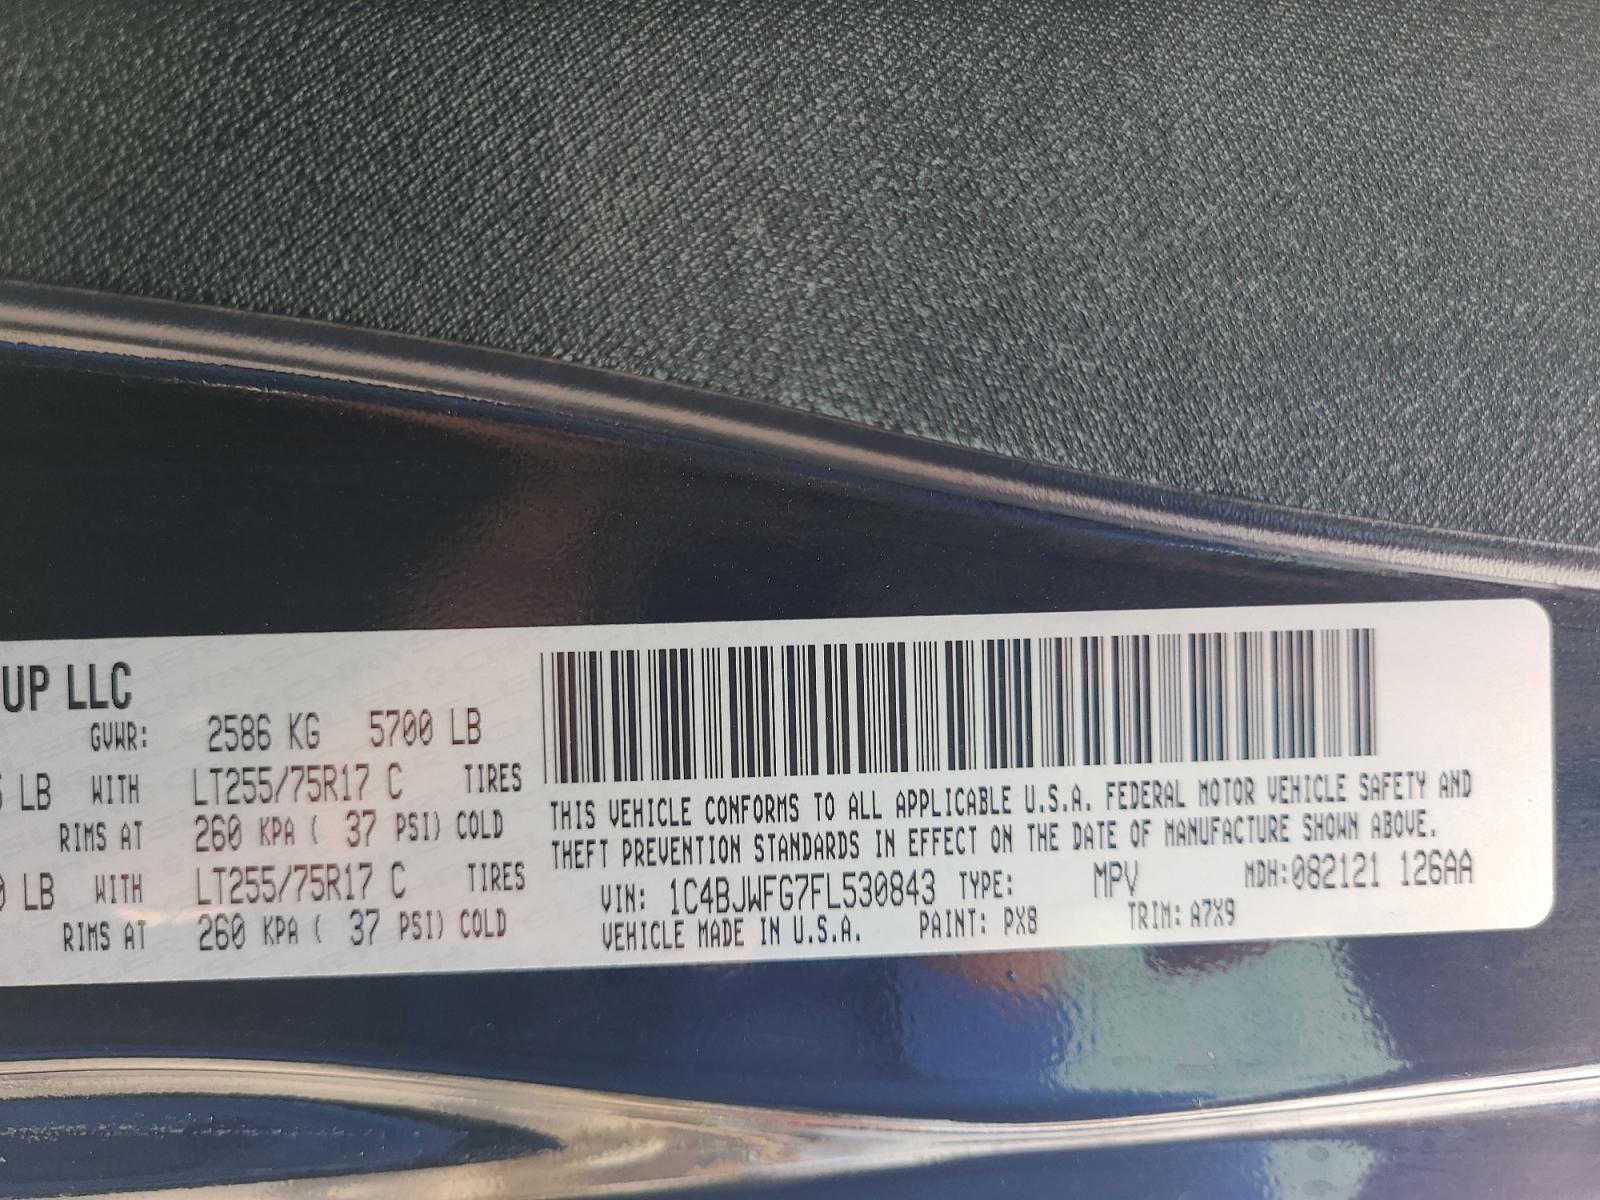 UP LLC
GVWR: 2586 KG 5700 LB
LB WITH LT255/75R17 C TIRES
RIMS AT 260 KPA ( 37 PSI) COLD
LB WITH LT255/75R17 C TIRES
RIMS AT 260 KPA ( 37 PSI) COLD
THIS VEHICLE CONFORMS TO ALL APPLICABLE U.S.A. FEDERAL MOTOR VEHICLE SAFETY AND
THEFT PREVENTION STANDARDS IN EFFECT ON THE DATE OF MANUFACTURE SHOWN ABOVE.
VIN: 1C4BJWFG7FL530843 TYPE: MPV MDH:082121 126AA
VEHICLE MADE IN U.S.A. PAINT: PX8 TRIM: A7X9